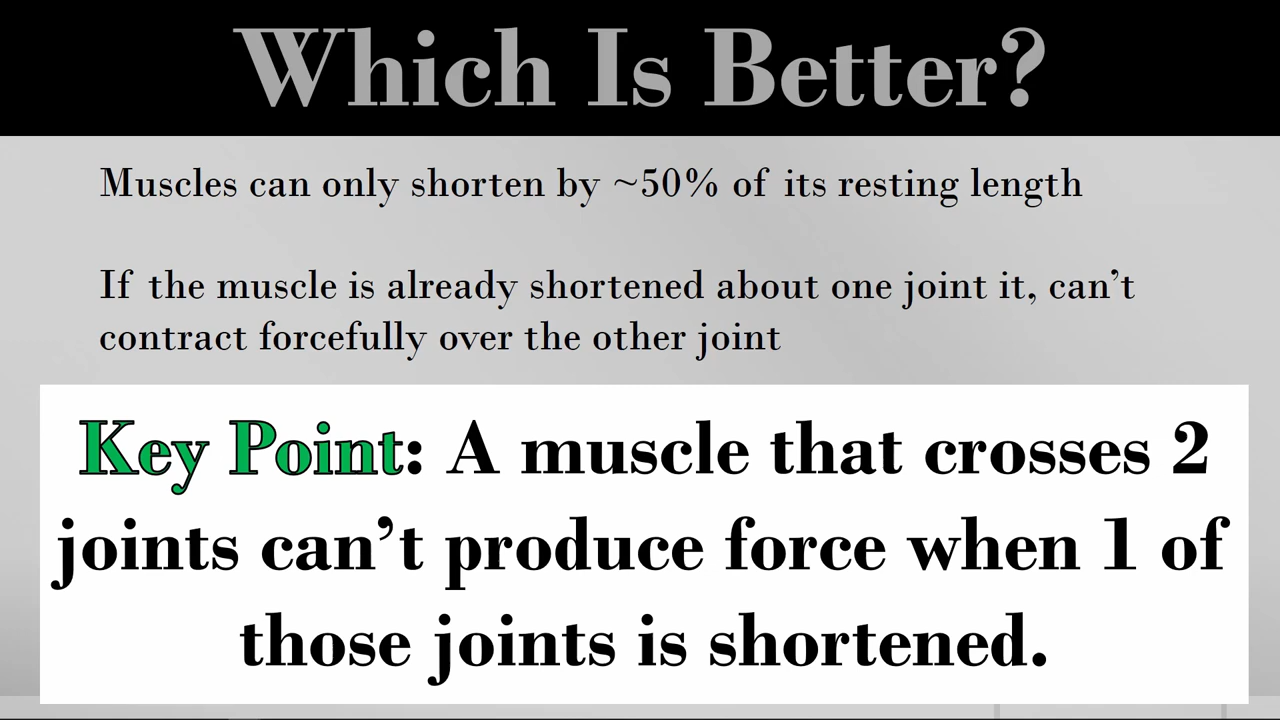 Which Is Better?
Muscles can only shorten by ~50% of its resting length
If the muscle is already shortened about one joint it, can’t
contract forcefully over the other joint
Key Point: A muscle that crosses 2
joints can’t produce force when 1 of
those joints is shortened.